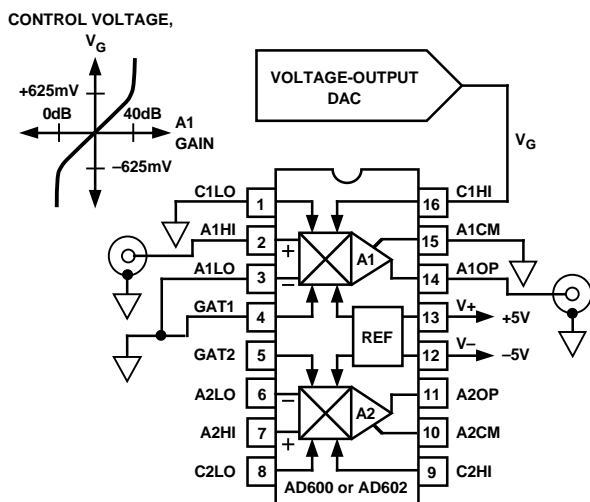 CONTROL VOLTAGE,
VG
+625mV
0dB
40dB
A1
GAIN
–625mV
VOLTAGE-OUTPUT
DAC
VG
C1LO
1
16
C1HI
A1HI
2
+
A1
15
A1CM
A1LO
3
–
14
A1OP
GAT1
4
REF
13
V+
+5V
GAT2
5
12
V–
–5V
A2LO
6
–
A2
11
A2OP
A2HI
7
+
10
A2CM
C2LO
8
9
C2HI
AD600 or AD602